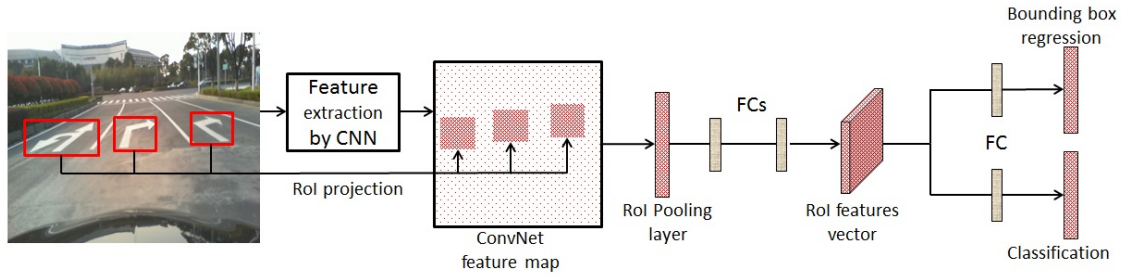 Feature
extraction
by CNN
RoI projection
ConvNet
feature map
RoI Pooling
layer
FCs
RoI features
vector
Bounding box
regression
FC
Classification